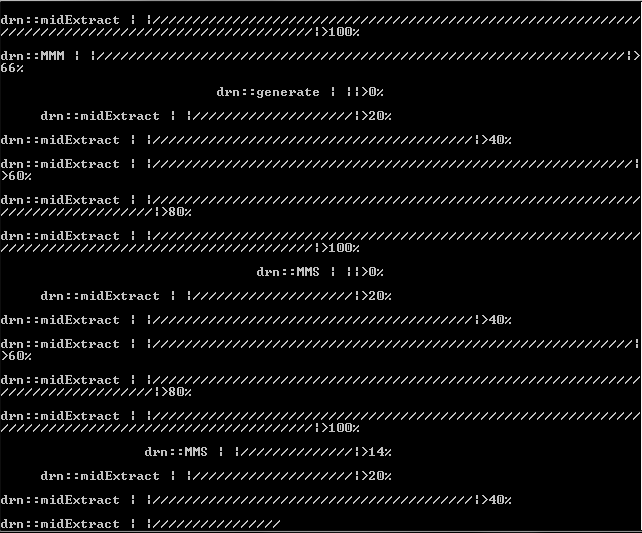 drn::midExtract ¦ ¦/////////////////////////////////////////////////////////////
///////////////////////////////////////¦>100%
drn::MMM ¦ ¦//////////////////////////////////////////////////////////////////¦>
66%
drn::generate ¦ ¦¦>0%
drn::midExtract ¦ ¦////////////////////¦>20%
drn::midExtract ¦ ¦////////////////////////////////////////¦>40%
drn::midExtract ¦ ¦////////////////////////////////////////////////////////////¦
>60%
drn::midExtract ¦ ¦/////////////////////////////////////////////////////////////
///////////////////¦>80%
drn::midExtract ¦ ¦/////////////////////////////////////////////////////////////
///////////////////////////////////////¦>100%
drn::MMS ¦ ¦¦>0%
drn::midExtract ¦ ¦////////////////////¦>20%
drn::midExtract ¦ ¦////////////////////////////////////////¦>40%
drn::midExtract ¦ ¦////////////////////////////////////////////////////////////¦
>60%
drn::midExtract ¦ ¦/////////////////////////////////////////////////////////////
///////////////////¦>80%
drn::midExtract ¦ ¦/////////////////////////////////////////////////////////////
///////////////////////////////////////¦>100%
drn::MMS ¦ ¦//////////////¦>14%
drn::midExtract ¦ ¦////////////////////¦>20%
drn::midExtract ¦ ¦////////////////////////////////////////¦>40%
drn::midExtract ¦ ¦////////////////